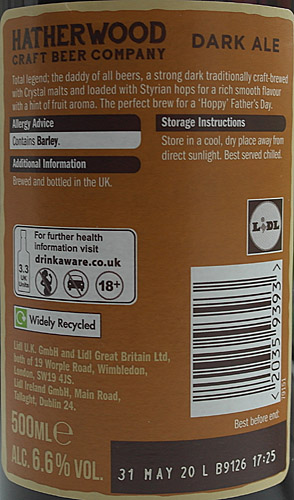 HATHERWOOD
CRAFT BEER COMPANY
DARK ALE
Total legend; the daddy of all beers, a strong dark traditionally craft-brewed
with Crystal malts and loaded with Styrian hops for a rich smooth flavour
with a hint of fruit aroma. The perfect brew for a 'Hoppy' Father's Day.
Allergy Advice
Contains Barley.
Additional Information
Brewed and bottled in the UK.
Storage Instructions
Store in a cool, dry place away from
direct sunlight. Best served chilled.
For further health
information visit
drinkaware.co.uk
3.3
UK
Units
18+
LIDL
Widely Recycled
Lidl U.K. GmbH and Lidl Great Britain Ltd,
both of 19 Worple Road, Wimbledon,
London, SW19 4JS.
Lidl Ireland GmbH, Main Road,
Tallaght, Dublin 24.
500ML e
ALC. 6.6% VOL.
<20359393>
79151
Best before end:
31 MAY 20 L B9126 17:25